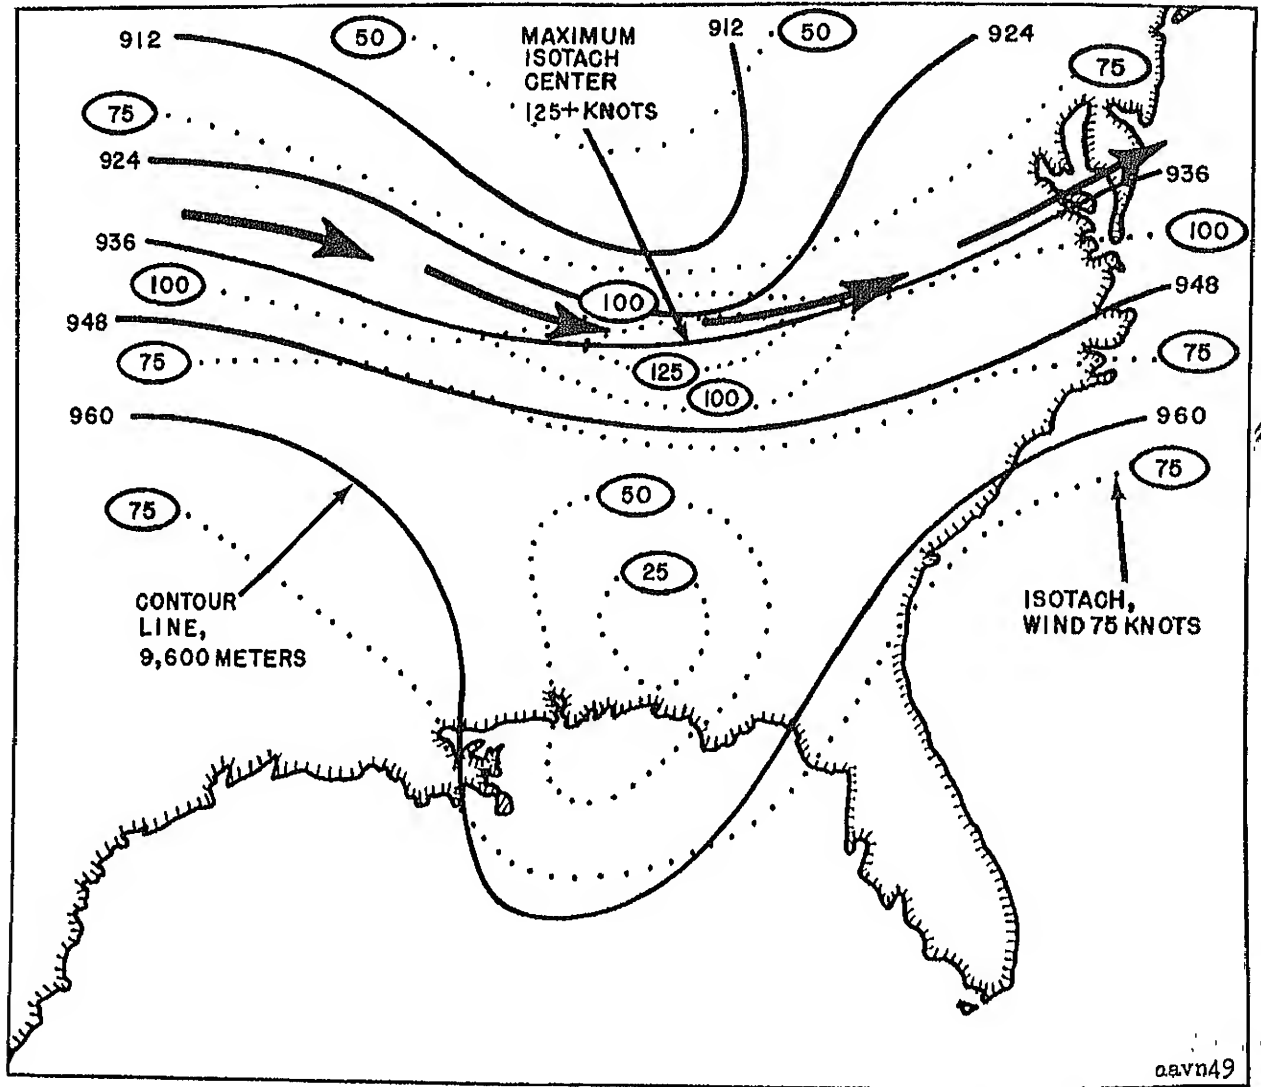 912
50
MAXIMUM
ISOTACH
CENTER
125+ KNOTS
912
50
924
75
75
924
936
936
100
100
100
948
948
75
125
100
75
960
960
75
50
75
25
CONTOUR
LINE,
9,600 METERS
ISOTACH,
WIND 75 KNOTS
aavn49